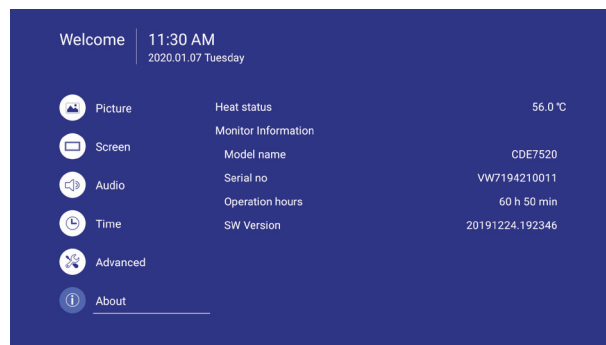 Welcome
11:30 AM
2020.01.07 Tuesday
Picture
Screen
Audio
Time
Advanced
About
Heat status 56.0 ℃
Monitor Information
Model name CDE7520
Serial no VW7194210011
Operation hours 60 h 50 min
SW Version 20191224.192346